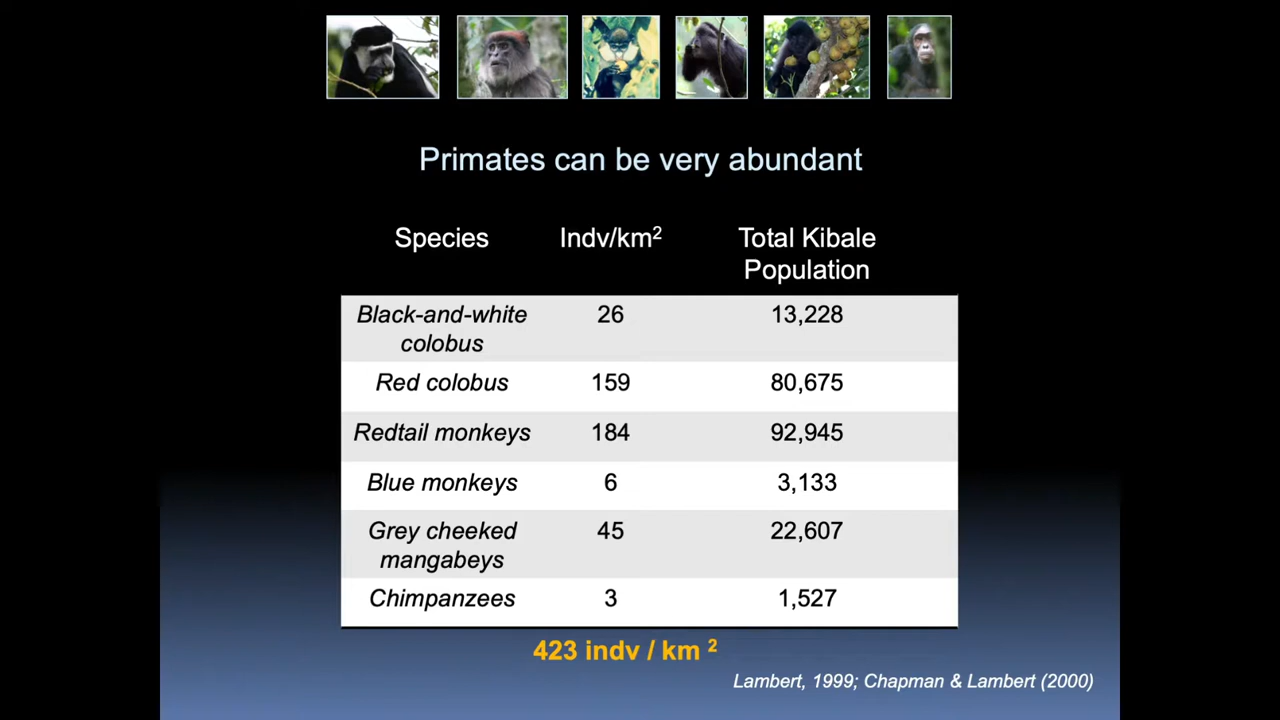 Primates can be very abundant
Species Indv/km² Total Kibale Population
Black-and-white colobus 26 13,228
Red colobus 159 80,675
Redtail monkeys 184 92,945
Blue monkeys 6 3,133
Grey cheeked mangabeys 45 22,607
Chimpanzees 3 1,527
423 indv / km ²
Lambert, 1999; Chapman & Lambert (2000)